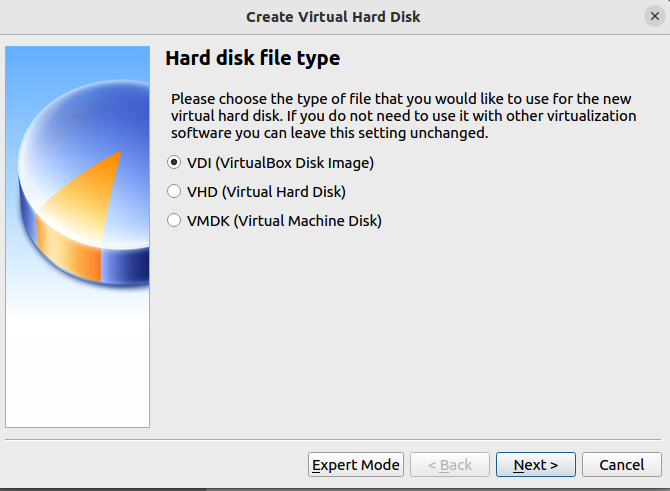 Create Virtual Hard Disk
Hard disk file type
Please choose the type of file that you would like to use for the new
virtual hard disk. If you do not need to use it with other virtualization
software you can leave this setting unchanged.
VDI (VirtualBox Disk Image)
VHD (Virtual Hard Disk)
VMDK (Virtual Machine Disk)
Expert Mode
< Back
Next >
Cancel